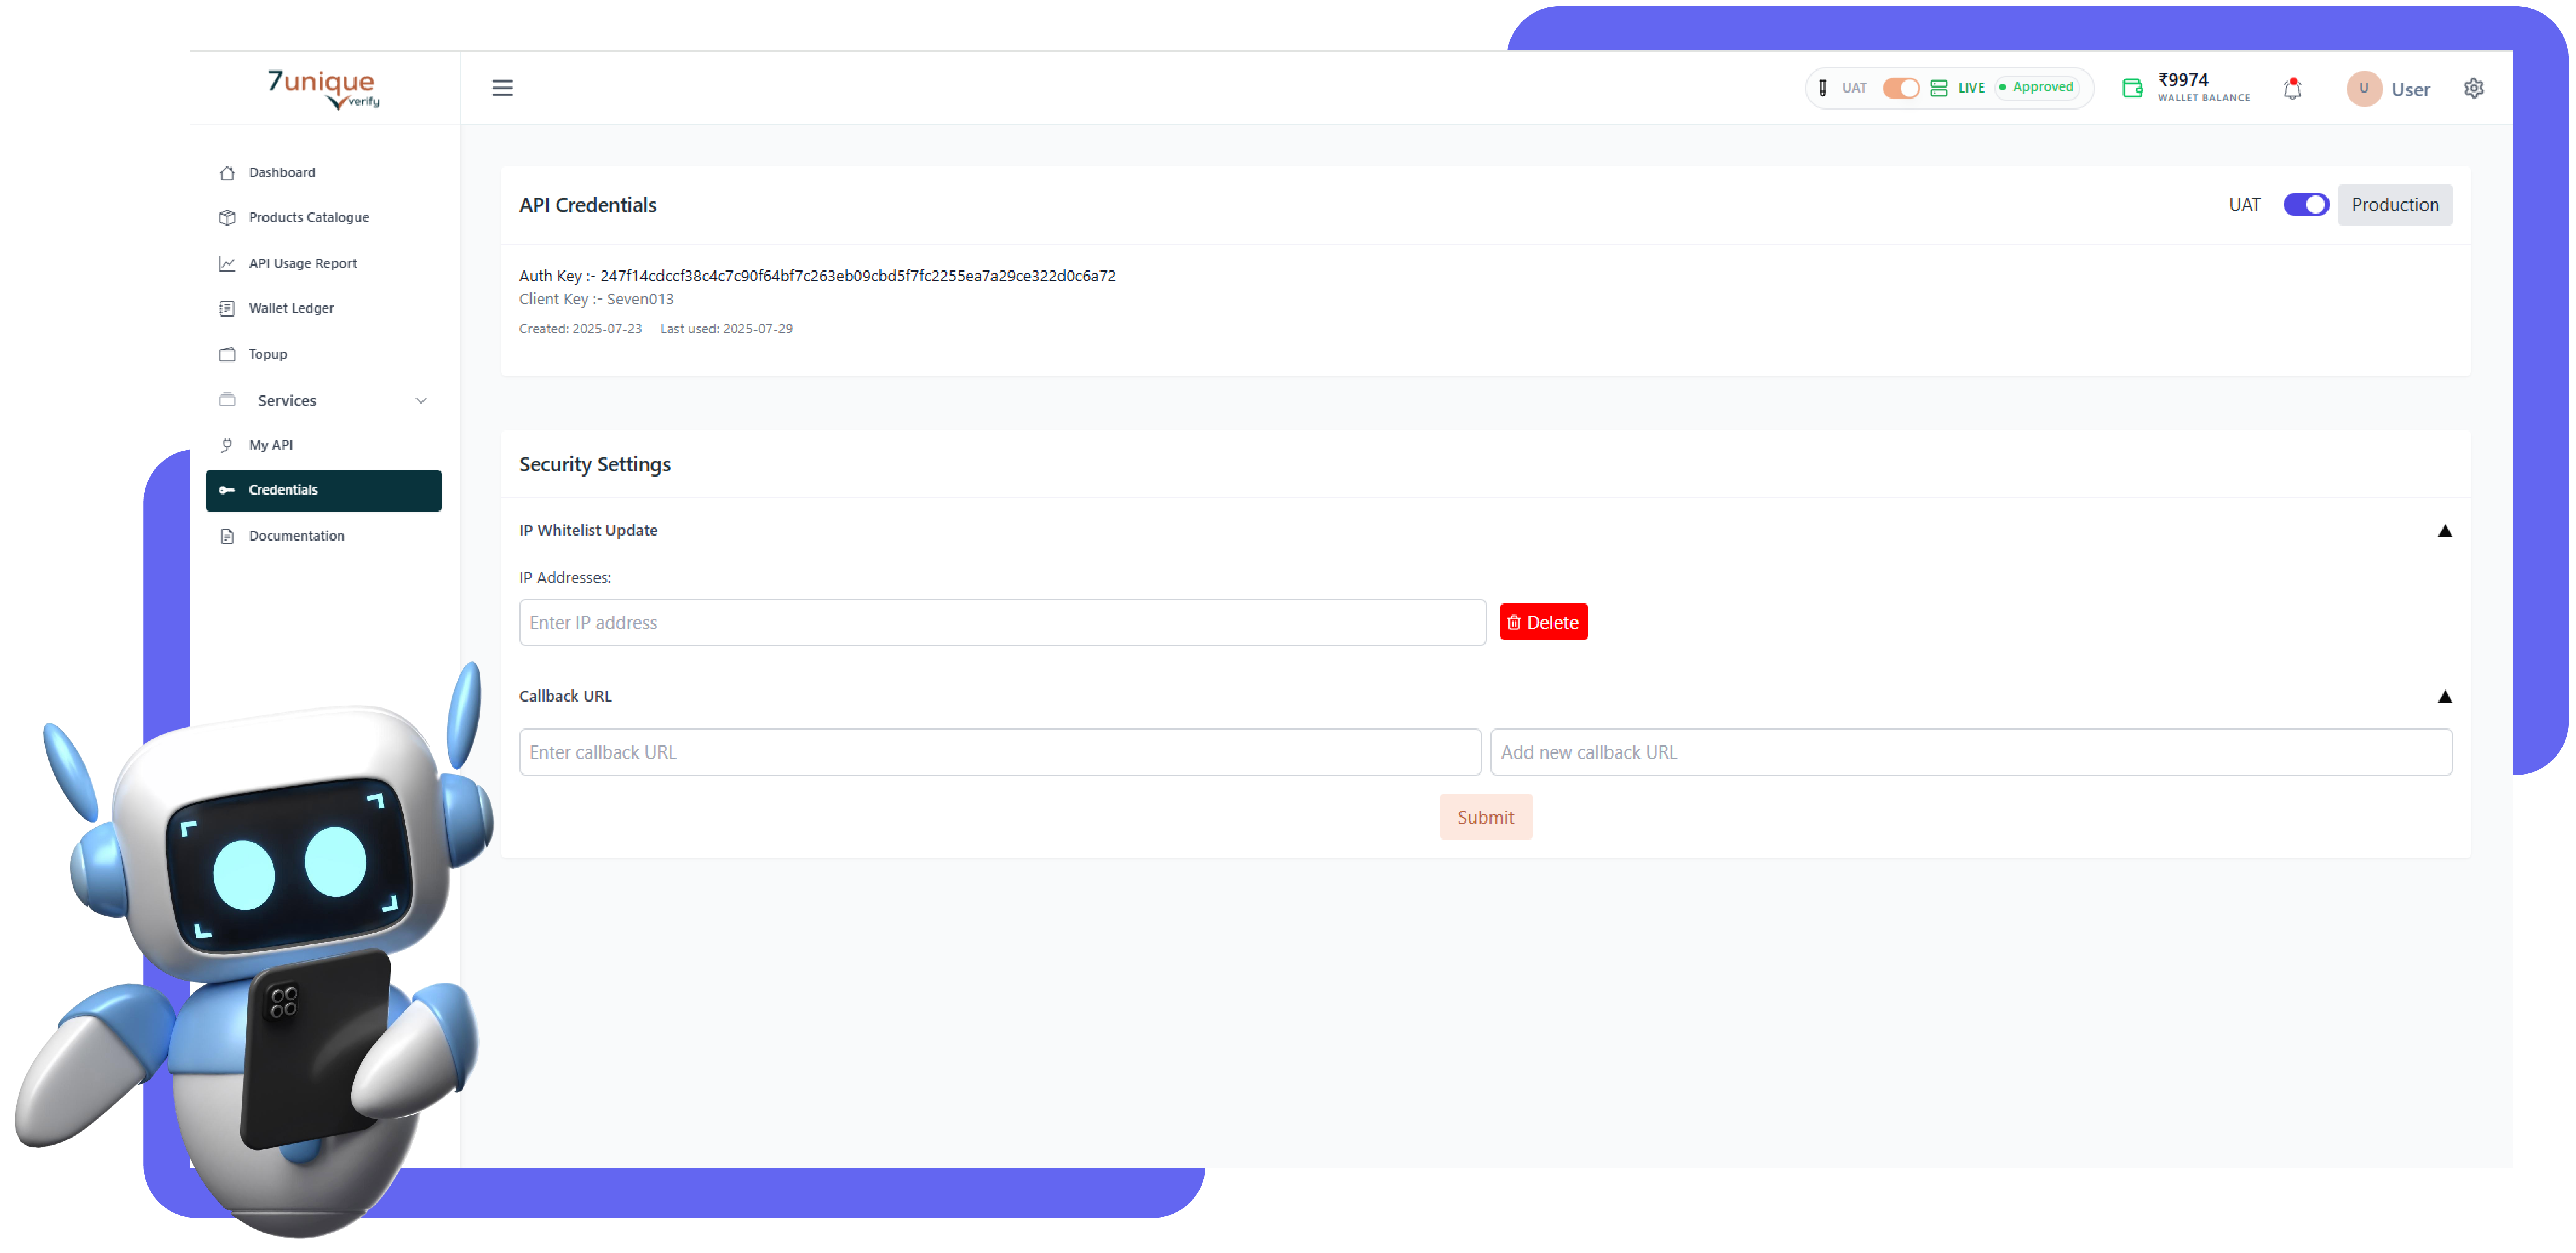 7unique
verify
UAT LIVE Approved
₹9974
WALLET BALANCE
U User
Dashboard
Products Catalogue
API Usage Report
Wallet Ledger
Topup
Services
My API
Credentials
Documentation
API Credentials
UAT Production
Auth Key :- 247f14cdccf38c4c7c90f64bf7c263eb09cbd5f7fc2255ea7a29ce322d0c6a72
Client Key :- Seven013
Created: 2025-07-23 Last used: 2025-07-29
Security Settings
IP Whitelist Update
IP Addresses:
Enter IP address Delete
Callback URL
Enter callback URL Add new callback URL
Submit